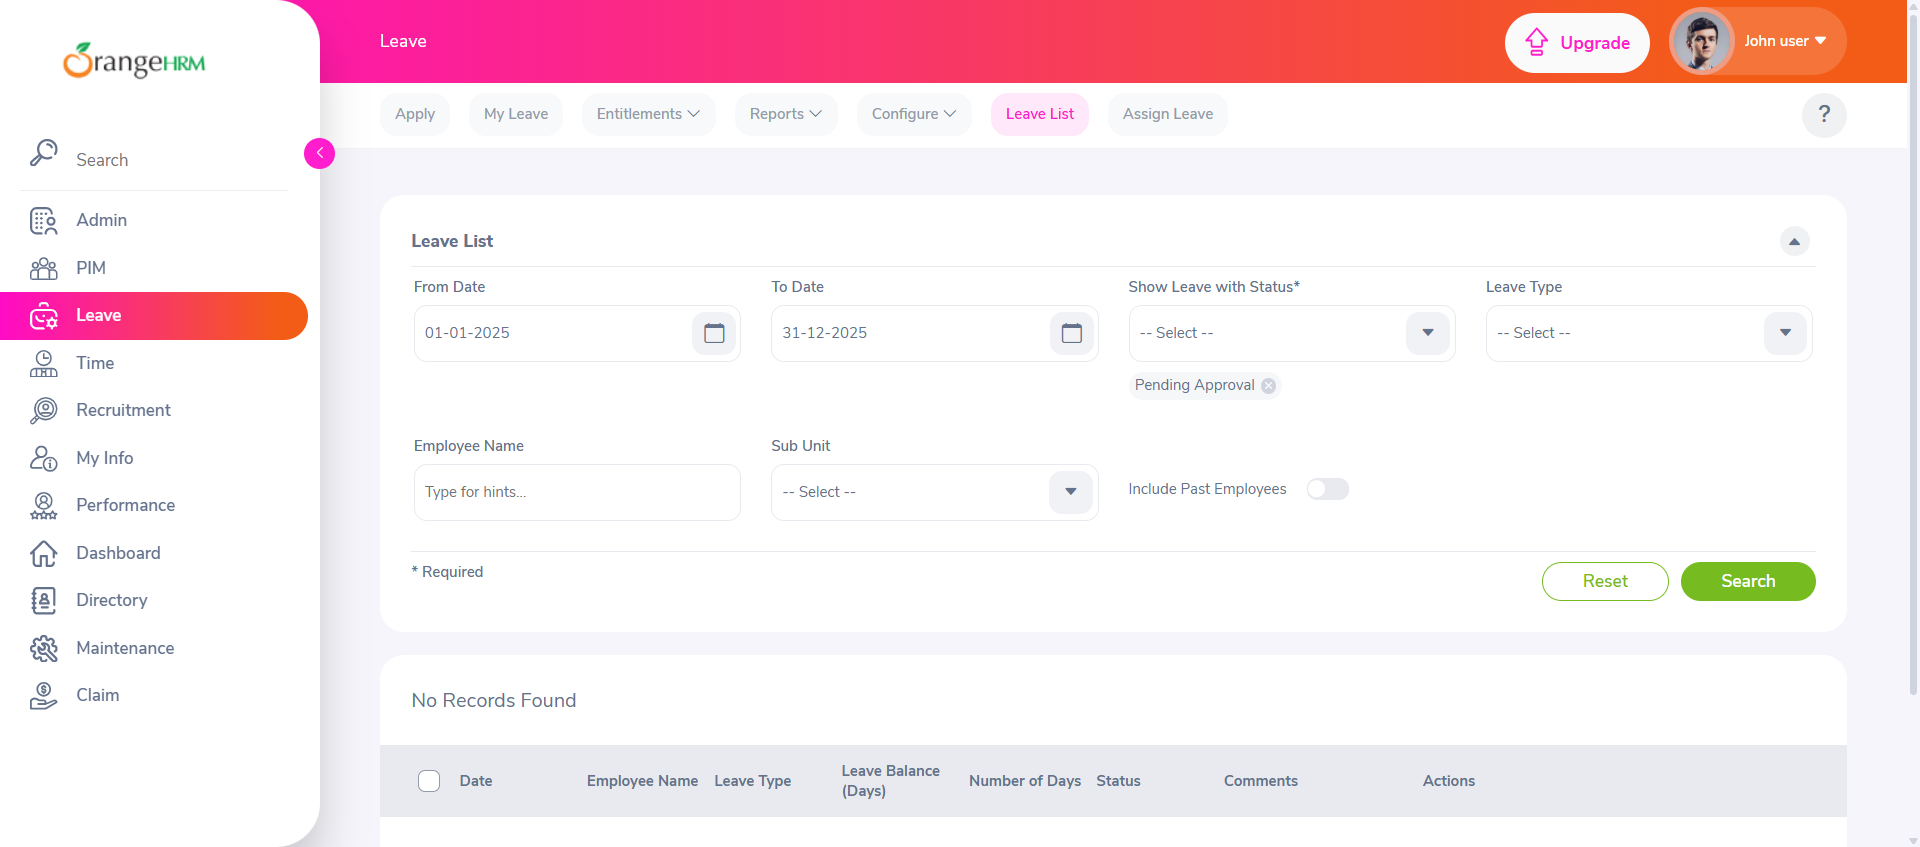 OrangeHRM
Leave
Upgrade
John user
Apply
My Leave
Entitlements
Reports
Configure
Leave List
Assign Leave
?
Search
Admin
PIM
Leave
Time
Recruitment
My Info
Performance
Dashboard
Directory
Maintenance
Claim
Leave List
From Date
To Date
Show Leave with Status*
Leave Type
01-01-2025
31-12-2025
-- Select --
-- Select --
Pending Approval
Employee Name
Sub Unit
Type for hints...
-- Select --
Include Past Employees
* Required
Reset
Search
No Records Found
Date
Employee Name
Leave Type
Leave Balance
(Days)
Number of Days
Status
Comments
Actions